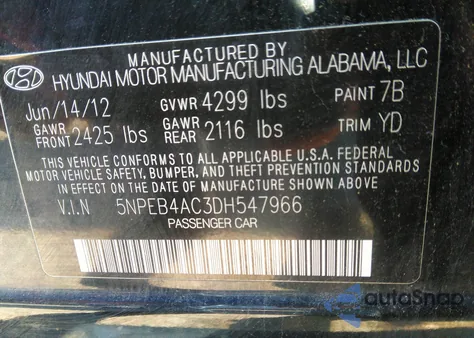 MANUFACTURED BY
HYUNDAI MOTOR MANUFACTURING ALABAMA, LLC
Jun/14/12 GVWR 4299 lbs PAINT 7B
GAWR FRONT 2425 lbs GAWR REAR 2116 lbs TRIM YD
THIS VEHICLE CONFORMS TO ALL APPLICABLE U.S.A. FEDERAL
MOTOR VEHICLE SAFETY, BUMPER, AND THEFT PREVENTION STANDARDS
IN EFFECT ON THE DATE OF MANUFACTURE SHOWN ABOVE
V.I.N 5NPEB4AC3DH547966
PASSENGER CAR
autoSnap